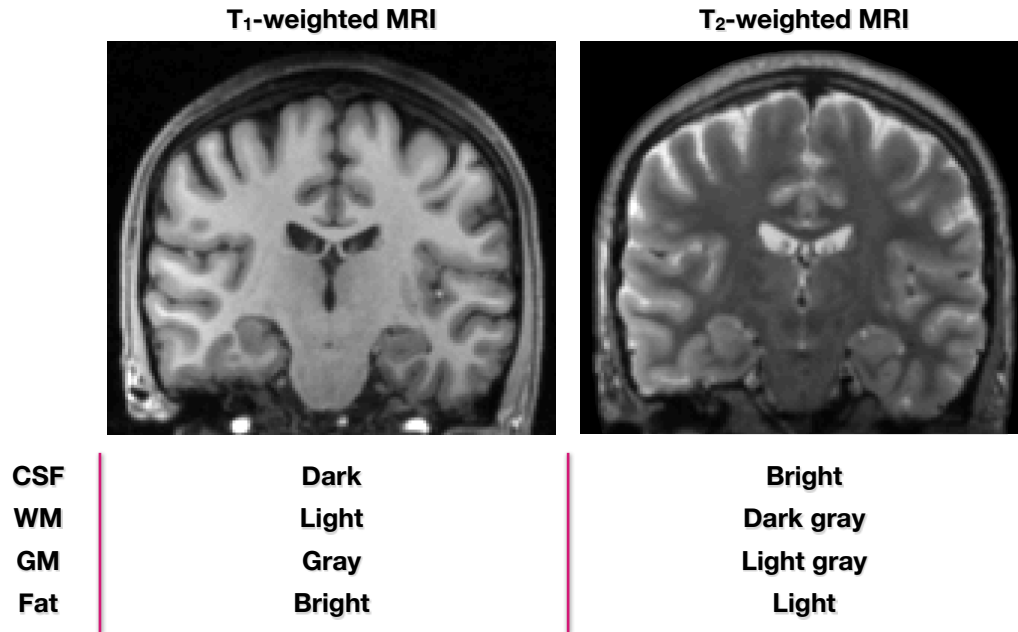 T₁-weighted MRI T₂-weighted MRI
CSF Dark Bright
WM Light Dark gray
GM Gray Light gray
Fat Bright Light